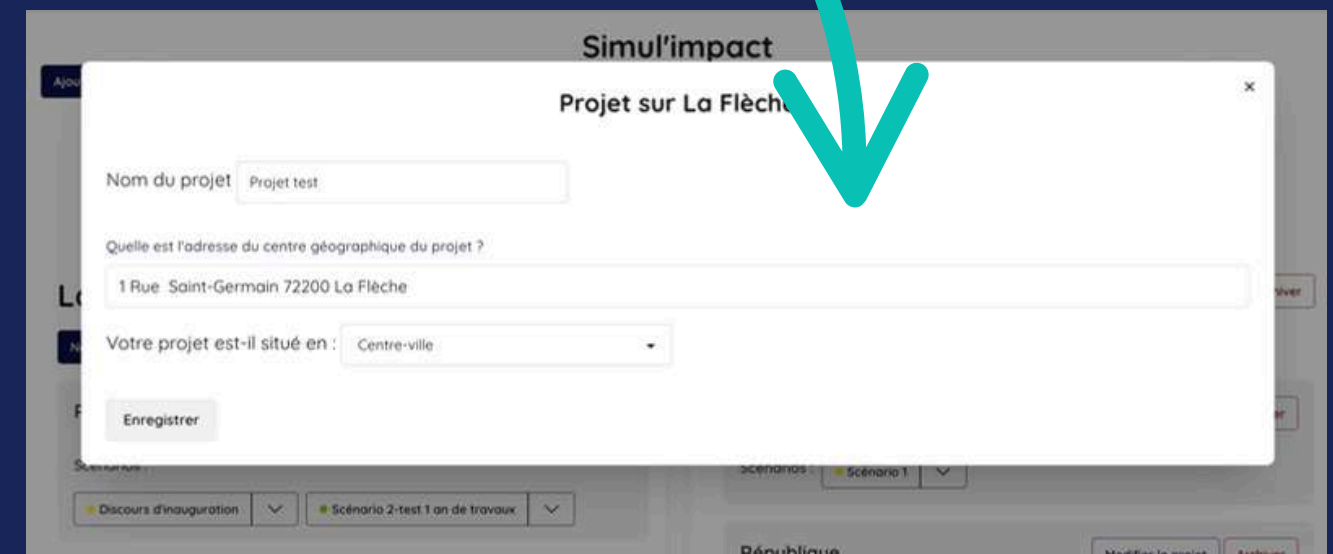 Simul'impact
Projet sur La Flèche
×
Nom du projet Projet test
Quelle est l'adresse du centre géographique du projet ?
1 Rue Saint-Germain 72200 La Flèche
Votre projet est-il situé en : Centre-ville
Enregistrer
Scénarios : Scénario 1
Discours d'inauguration Scénario 2-test 1 an de travaux
République Modifier le projet Archiver